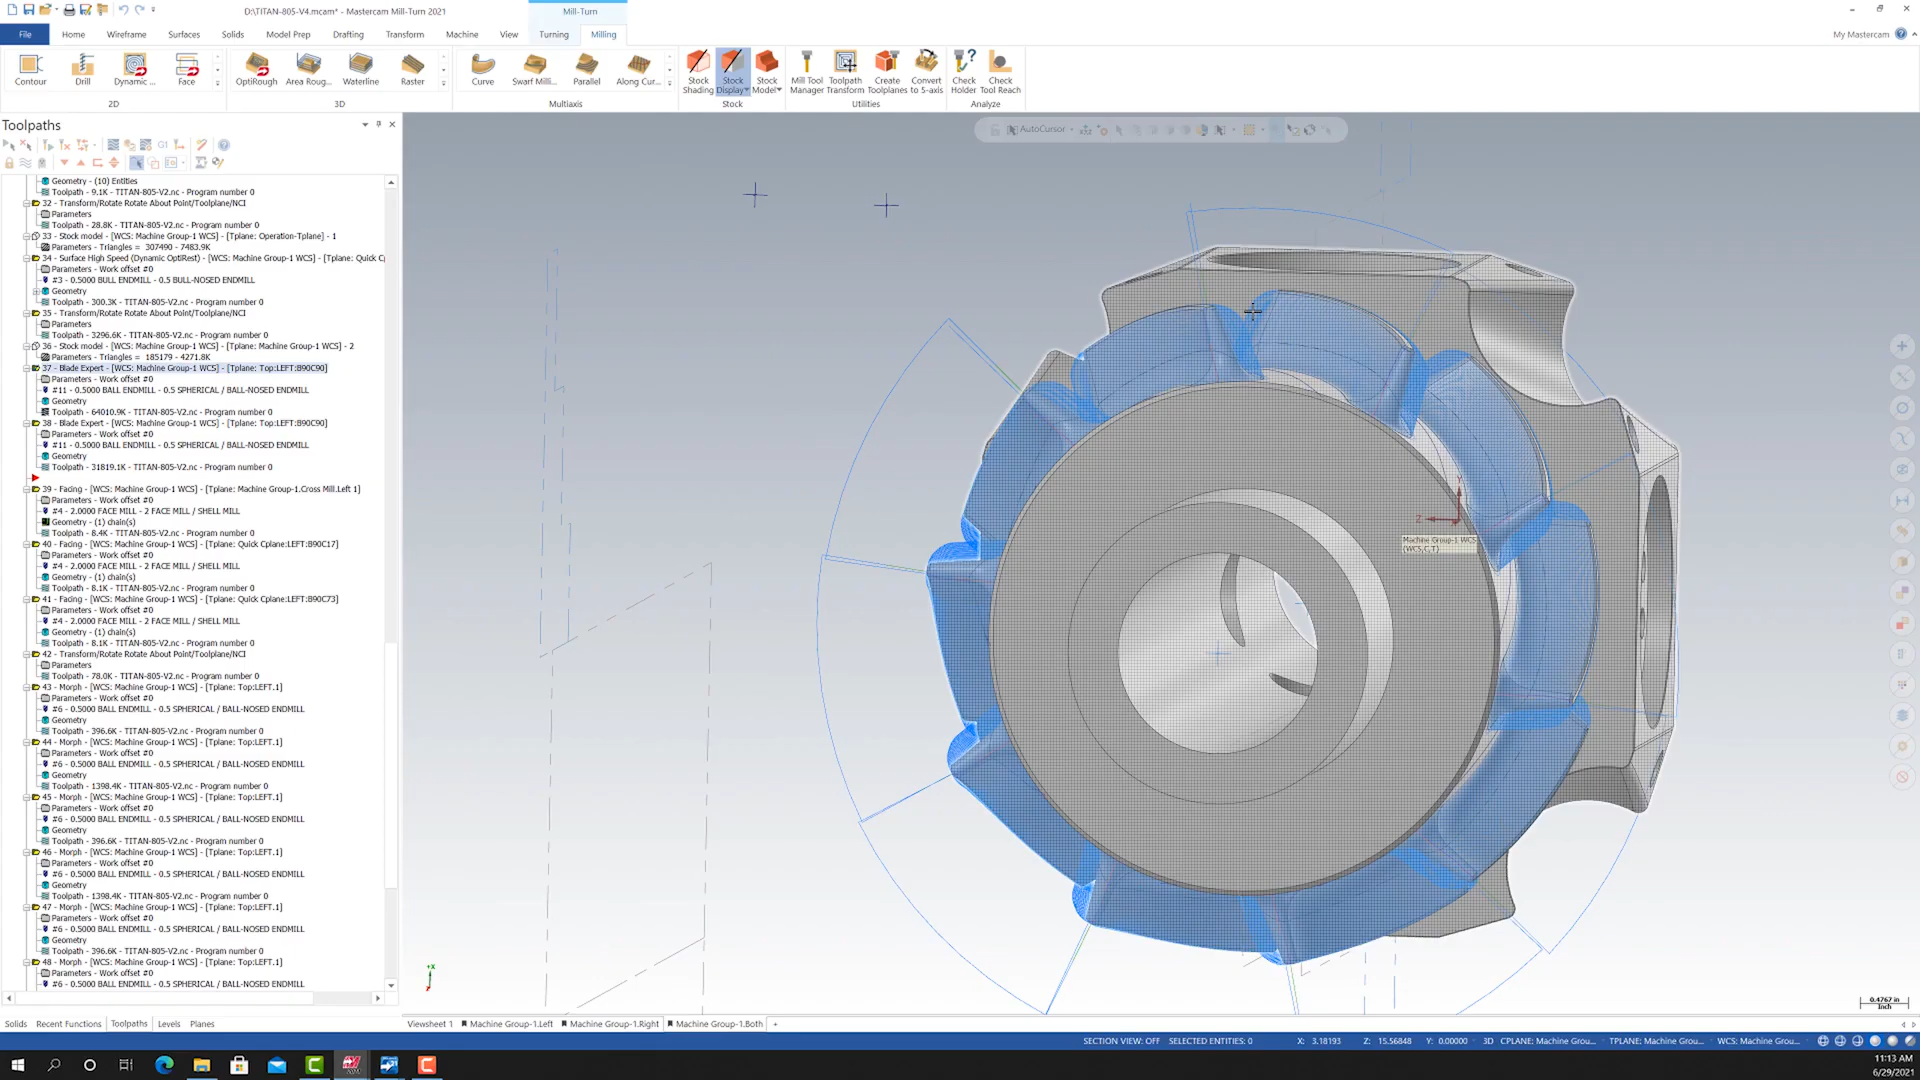 D:\TITAN-805-V4.mcam* - Mastercam Mill-Turn 2021
Mill-Turn
File
Home
Wireframe
Surfaces
Solids
Model Prep
Drafting
Transform
Machine
View
Turning
Milling
My Mastercam
Contour
Drill
Dynamic ...
Face
2D
OptiRough
Area Roug...
Waterline
Raster
3D
Curve
Swarf Milli...
Parallel
Along Cur...
Multiaxis
Stock
Shading
Stock
Display
Stock
Model
Stock
Mill Tool
Manager
Toolpath
Transform
Create
Toolplanes
Convert
to 5-axis
Utilities
Check
Holder
Check
Tool Reach
Analyze
Toolpaths
AutoCursor
G1
Geometry - (10) Entities
Toolpath - 9.1K - TITAN-805-V2.nc - Program number 0
32 - Transform/Rotate Rotate About Point/Toolplane/NCI
Parameters
Toolpath - 28.8K - TITAN-805-V2.nc - Program number 0
33 - Stock model - [WCS: Machine Group-1 WCS] - [Tplane: Operation-Tplane] - 1
Parameters - Triangles = 307490 - 7483.9K
34 - Surface High Speed (Dynamic OptiRest) - [WCS: Machine Group-1 WCS] - [Tplane: Quick C
Parameters - Work offset #0
#3 - 0.5000 BULL ENDMILL - 0.5 BULL-NOSED ENDMILL
Geometry
Toolpath - 300.3K - TITAN-805-V2.nc - Program number 0
35 - Transform/Rotate Rotate About Point/Toolplane/NCI
Parameters
Toolpath - 3296.6K - TITAN-805-V2.nc - Program number 0
36 - Stock model - [WCS: Machine Group-1 WCS] - [Tplane: Machine Group-1 WCS] - 2
Parameters - Triangles = 185179 - 4271.8K
37 - Blade Expert - [WCS: Machine Group-1 WCS] - [Tplane: Top:LEFT:B90C90]
Parameters - Work offset #0
#11 - 0.5000 BALL ENDMILL - 0.5 SPHERICAL / BALL-NOSED ENDMILL
Geometry
Toolpath - 64010.9K - TITAN-805-V2.nc - Program number 0
38 - Blade Expert - [WCS: Machine Group-1 WCS] - [Tplane: Top:LEFT:B90C90]
Parameters - Work offset #0
#11 - 0.5000 BALL ENDMILL - 0.5 SPHERICAL / BALL-NOSED ENDMILL
Geometry
Toolpath - 31819.1K - TITAN-805-V2.nc - Program number 0
39 - Facing - [WCS: Machine Group-1 WCS] - [Tplane: Machine Group-1.Cross Mill.Left 1]
Parameters - Work offset #0
#4 - 2.0000 FACE MILL - 2 FACE MILL / SHELL MILL
Geometry - (1) chain(s)
Toolpath - 8.4K - TITAN-805-V2.nc - Program number 0
40 - Facing - [WCS: Machine Group-1 WCS] - [Tplane: Quick Cplane:LEFT:B90C17]
Parameters - Work offset #0
#4 - 2.0000 FACE MILL - 2 FACE MILL / SHELL MILL
Geometry - (1) chain(s)
Toolpath - 8.1K - TITAN-805-V2.nc - Program number 0
41 - Facing - [WCS: Machine Group-1 WCS] - [Tplane: Quick Cplane:LEFT:B90C73]
Parameters - Work offset #0
#4 - 2.0000 FACE MILL - 2 FACE MILL / SHELL MILL
Geometry - (1) chain(s)
Toolpath - 8.1K - TITAN-805-V2.nc - Program number 0
42 - Transform/Rotate Rotate About Point/Toolplane/NCI
Parameters
Toolpath - 78.0K - TITAN-805-V2.nc - Program number 0
43 - Morph - [WCS: Machine Group-1 WCS] - [Tplane: Top:LEFT.1]
Parameters - Work offset #0
#6 - 0.5000 BALL ENDMILL - 0.5 SPHERICAL / BALL-NOSED ENDMILL
Geometry
Toolpath - 396.6K - TITAN-805-V2.nc - Program number 0
44 - Morph - [WCS: Machine Group-1 WCS] - [Tplane: Top:LEFT.1]
Parameters - Work offset #0
#6 - 0.5000 BALL ENDMILL - 0.5 SPHERICAL / BALL-NOSED ENDMILL
Geometry
Toolpath - 1398.4K - TITAN-805-V2.nc - Program number 0
45 - Morph - [WCS: Machine Group-1 WCS] - [Tplane: Top:LEFT.1]
Parameters - Work offset #0
#6 - 0.5000 BALL ENDMILL - 0.5 SPHERICAL / BALL-NOSED ENDMILL
Geometry
Toolpath - 396.6K - TITAN-805-V2.nc - Program number 0
46 - Morph - [WCS: Machine Group-1 WCS] - [Tplane: Top:LEFT.1]
Parameters - Work offset #0
#6 - 0.5000 BALL ENDMILL - 0.5 SPHERICAL / BALL-NOSED ENDMILL
Geometry
Toolpath - 1398.4K - TITAN-805-V2.nc - Program number 0
47 - Morph - [WCS: Machine Group-1 WCS] - [Tplane: Top:LEFT.1]
Parameters - Work offset #0
#6 - 0.5000 BALL ENDMILL - 0.5 SPHERICAL / BALL-NOSED ENDMILL
Geometry
Toolpath - 396.6K - TITAN-805-V2.nc - Program number 0
48 - Morph - [WCS: Machine Group-1 WCS] - [Tplane: Top:LEFT.1]
Parameters - Work offset #0
#6 - 0.5000 BALL ENDMILL - 0.5 SPHERICAL / BALL-NOSED ENDMILL
Z
Machine Group-1 WCS
(WCS,C,T)
0.4767 in
Inch
Solids
Recent Functions
Toolpaths
Levels
Planes
Viewsheet 1
Machine Group-1.Left
Machine Group-1.Right
Machine Group-1.Both
+
SECTION VIEW: OFF
SELECTED ENTITIES: 0
X: 3.18193
Z: 15.56848
Y: 0.00000
3D
CPLANE: Machine Grou...
TPLANE: Machine Grou...
WCS: Machine Grou...
11:13 AM
6/29/2021